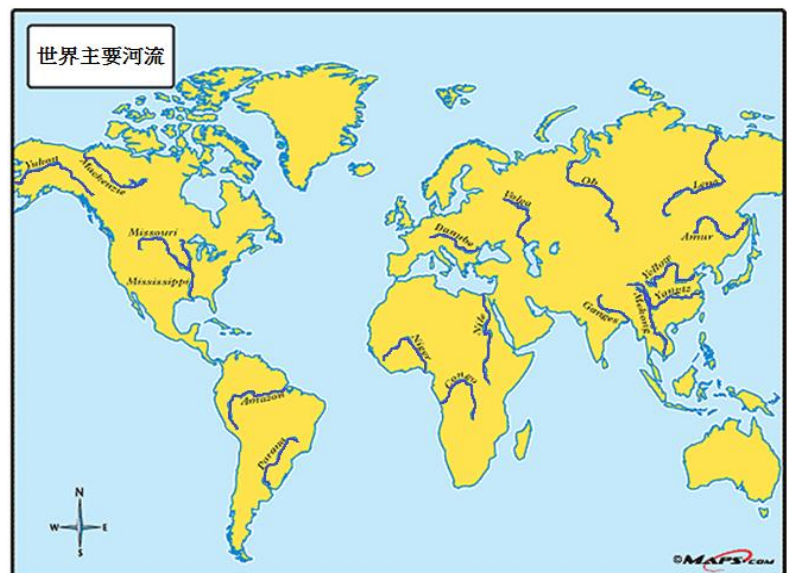 世界主要河流
Yukon
Mackenzie
Missouri
Mississippi
Amazon
Parana
Volga
Danube
Ob
Lena
Amur
Yellow
Yangtz
Mekong
Ganges
Nile
Niger
Congo
N
W
E
S
©MAPS.COM